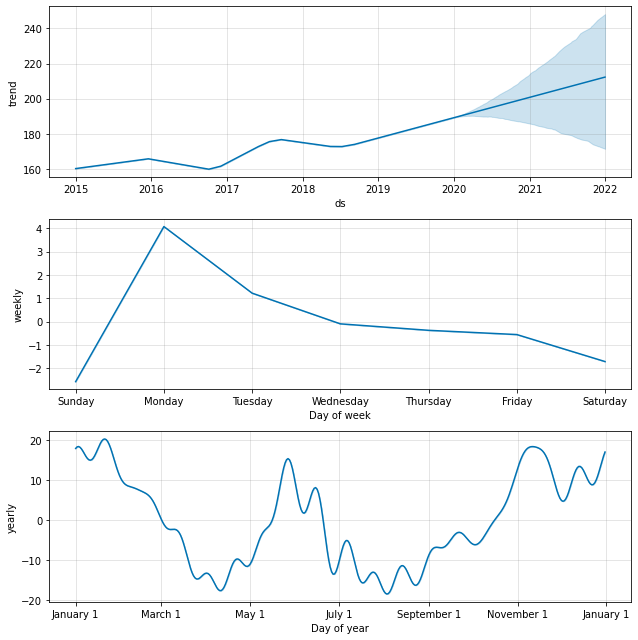 240
220
200
180
160
trend
2015 2016 2017 2018 2019 2020 2021 2022
ds
4
3
2
1
0
−1
−2
weekly
Sunday Monday Tuesday Wednesday Thursday Friday Saturday
Day of week
20
10
0
−10
−20
yearly
January 1 March 1 May 1 July 1 September 1 November 1 January 1
Day of year